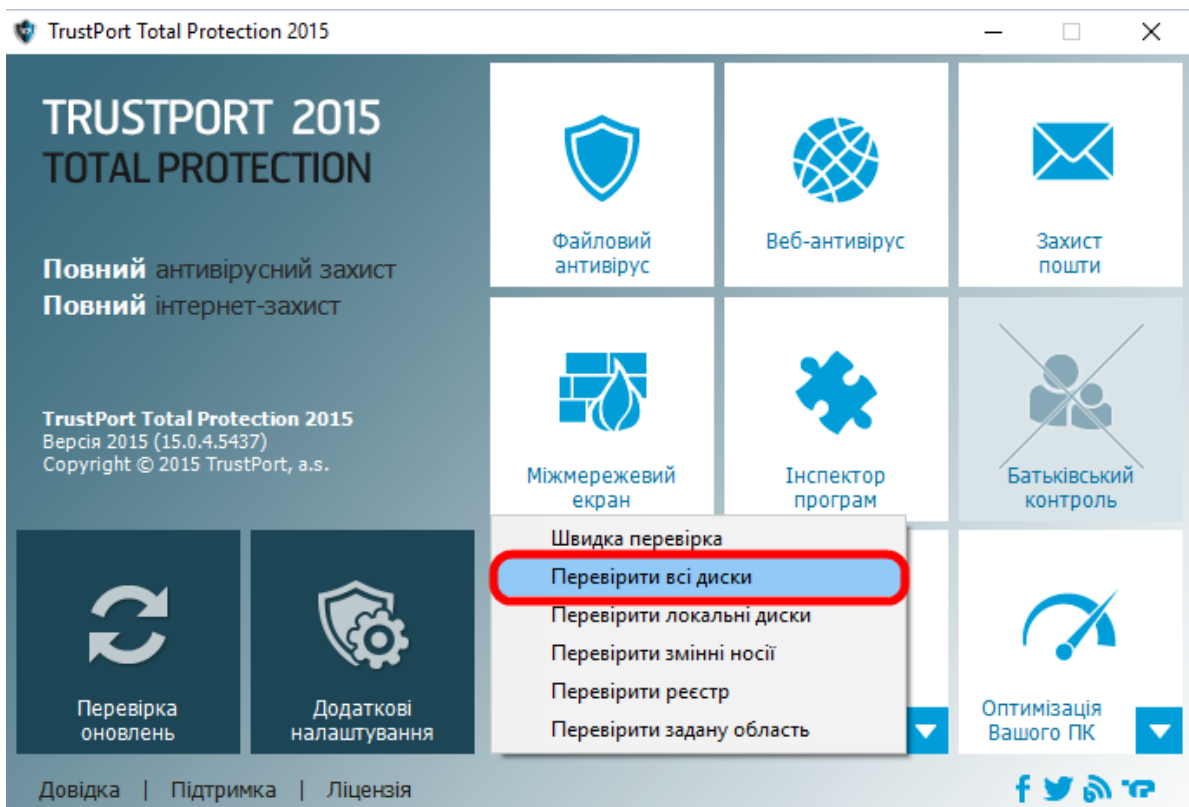 TrustPort Total Protection 2015
TRUSTPORT 2015
TOTAL PROTECTION
Повний антивірусний захист
Повний інтернет-захист
TrustPort Total Protection 2015
Версія 2015 (15.0.4.5437)
Copyright © 2015 TrustPort, a.s.
Файловий
антивірус
Веб-антивірус
Захист
пошти
Міжмережевий
екран
Інспектор
програм
Батьківський
контроль
Перевірка
оновлень
Додаткові
налаштування
Швидка перевірка
Перевірити всі диски
Перевірити локальні диски
Перевірити змінні носії
Перевірити реєстр
Перевірити задану область
Оптимізація
Вашого ПК
Довідка | Підтримка | Ліцензія